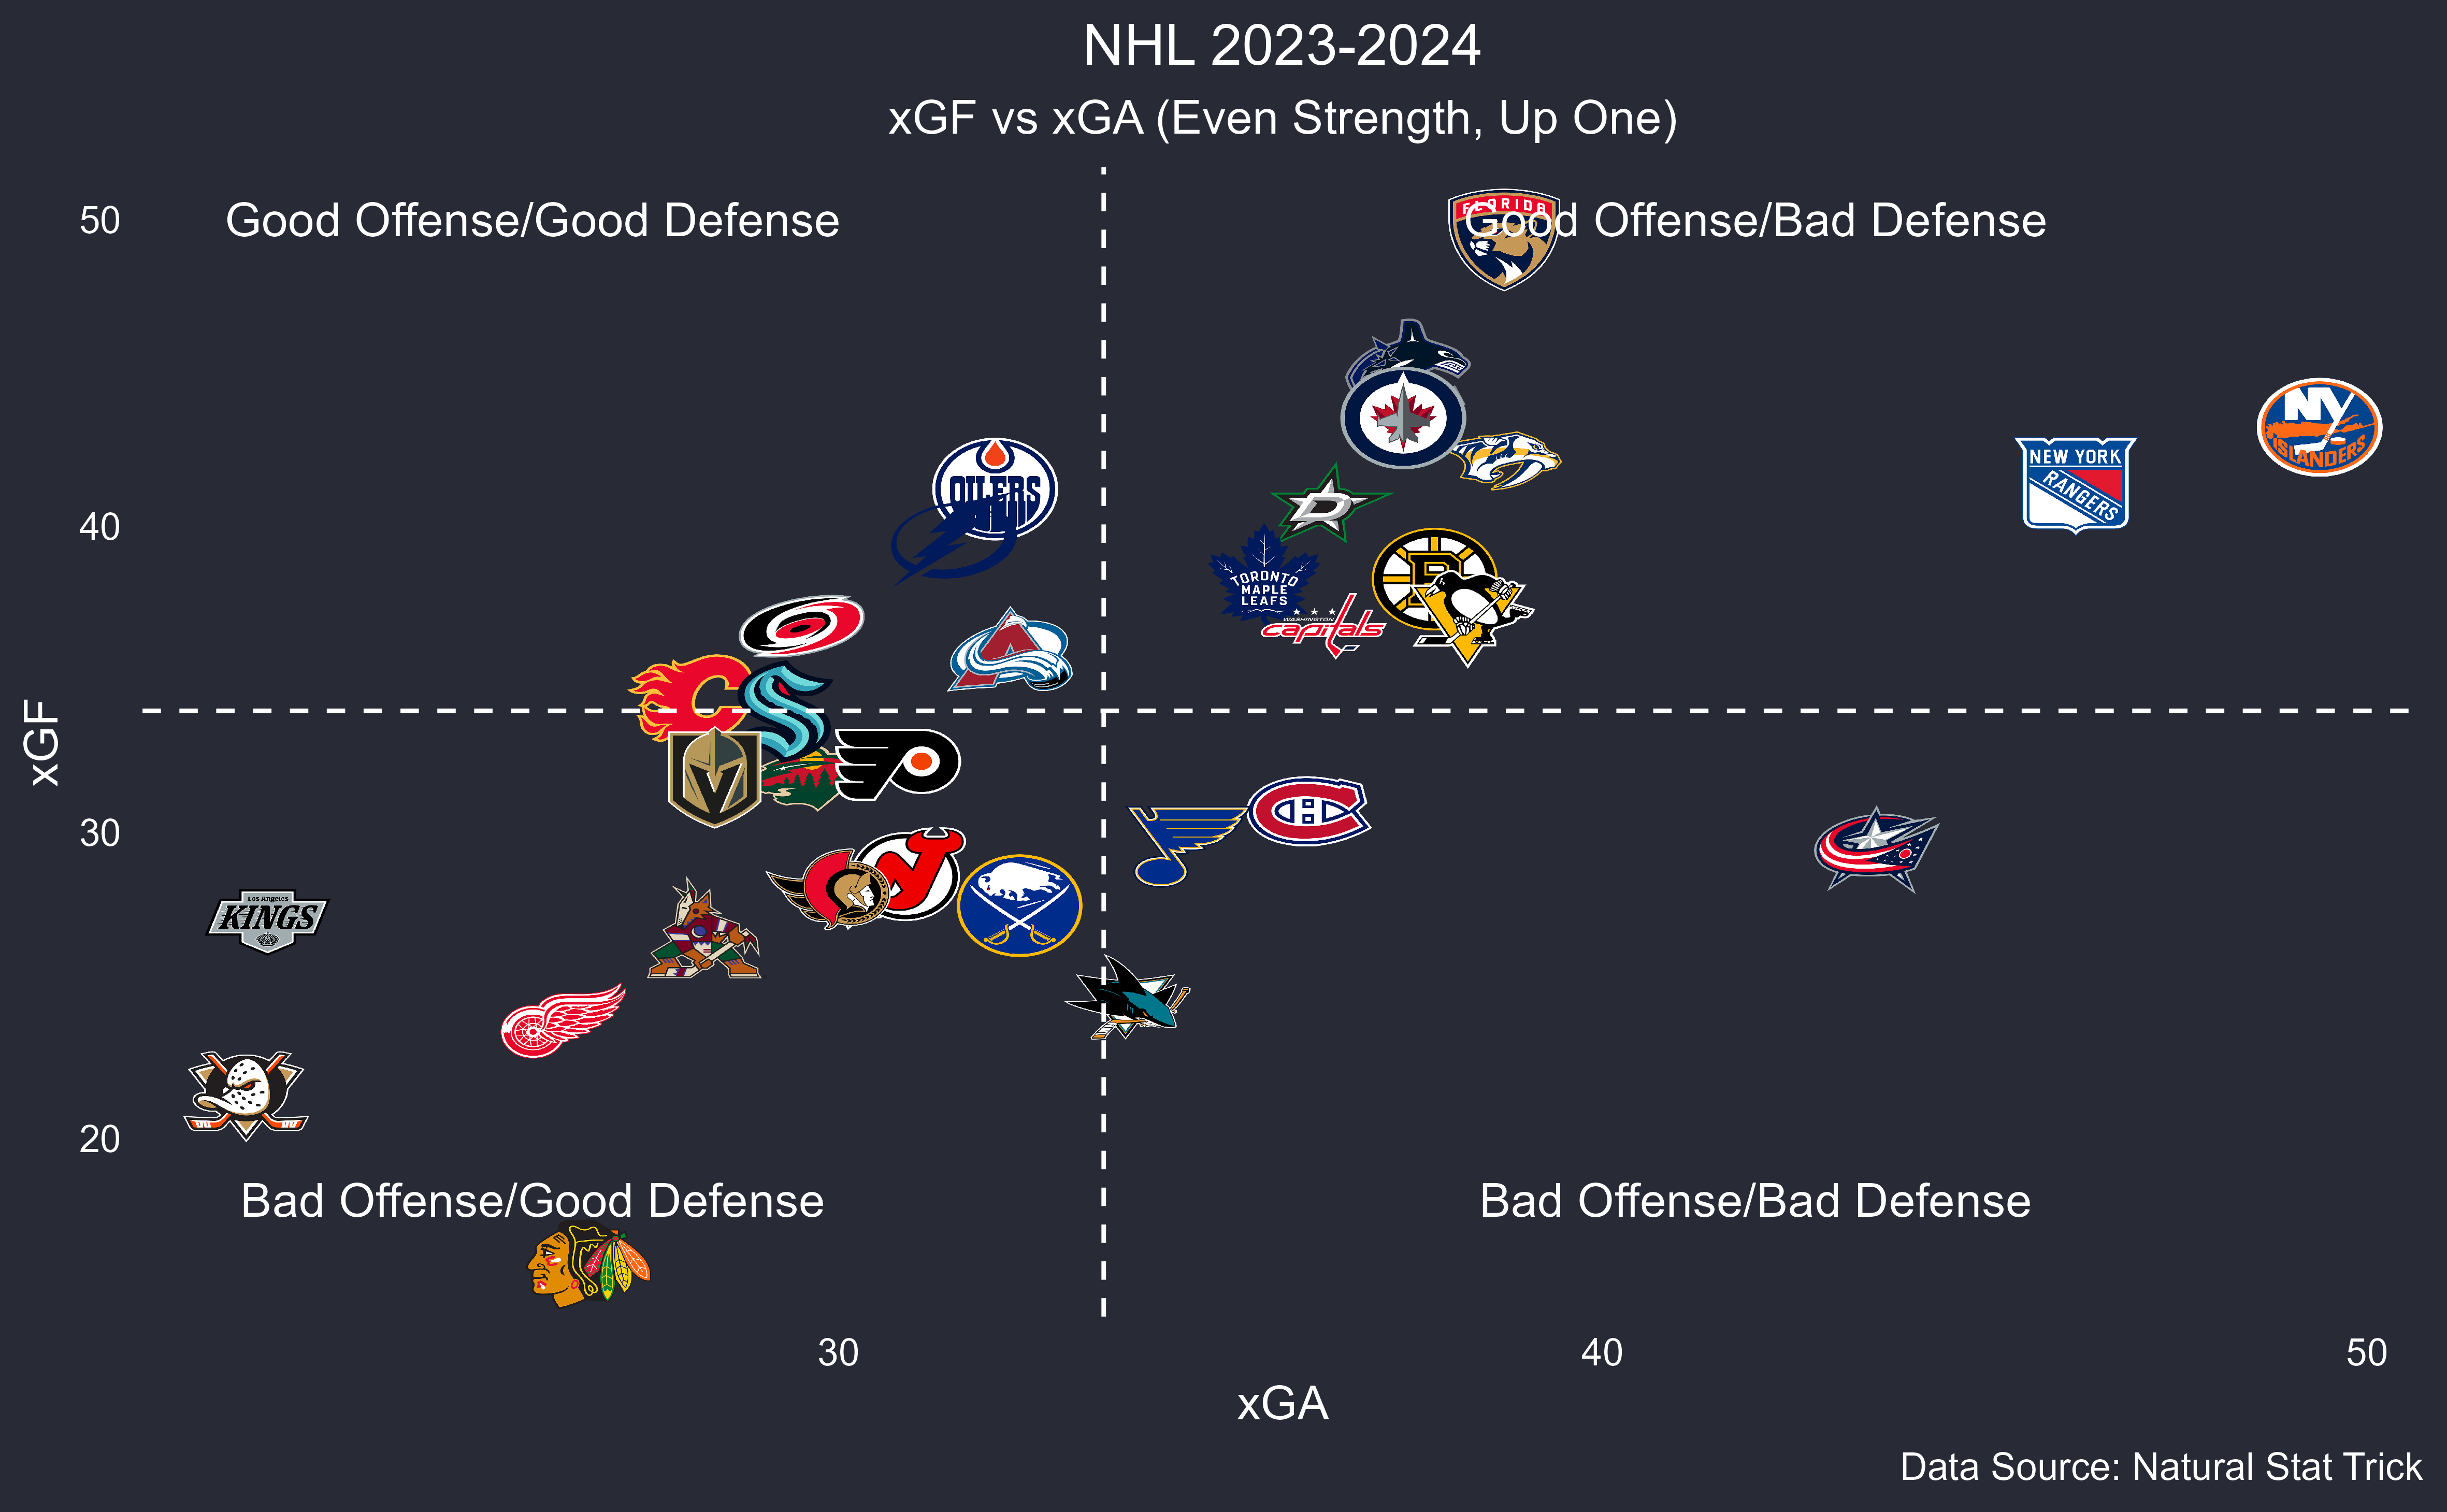 NHL 2023-2024
xGF vs xGA (Even Strength, Up One)
50
Good Offense/Good Defense
FLORIDA
Good Offense/Bad Defense
NY
ISLANDERS
NEW YORK
RANGERS
OILERS
40
TORONTO
MAPLE
LEAFS
WASHINGTON
capitals
xGF
30
Los Angeles
KINGS
20
Bad Offense/Good Defense
Bad Offense/Bad Defense
30
40
50
xGA
Data Source: Natural Stat Trick